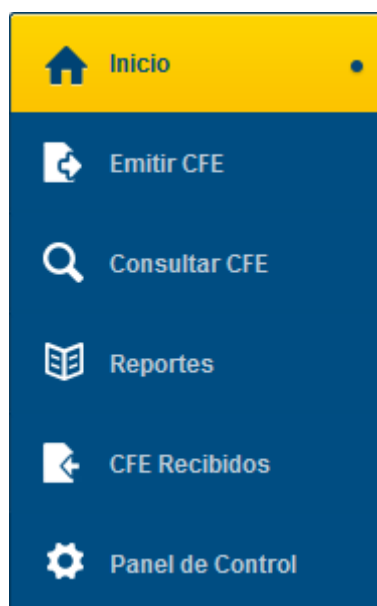 Inicio
Emitir CFE
Consultar CFE
Reportes
CFE Recibidos
Panel de Control